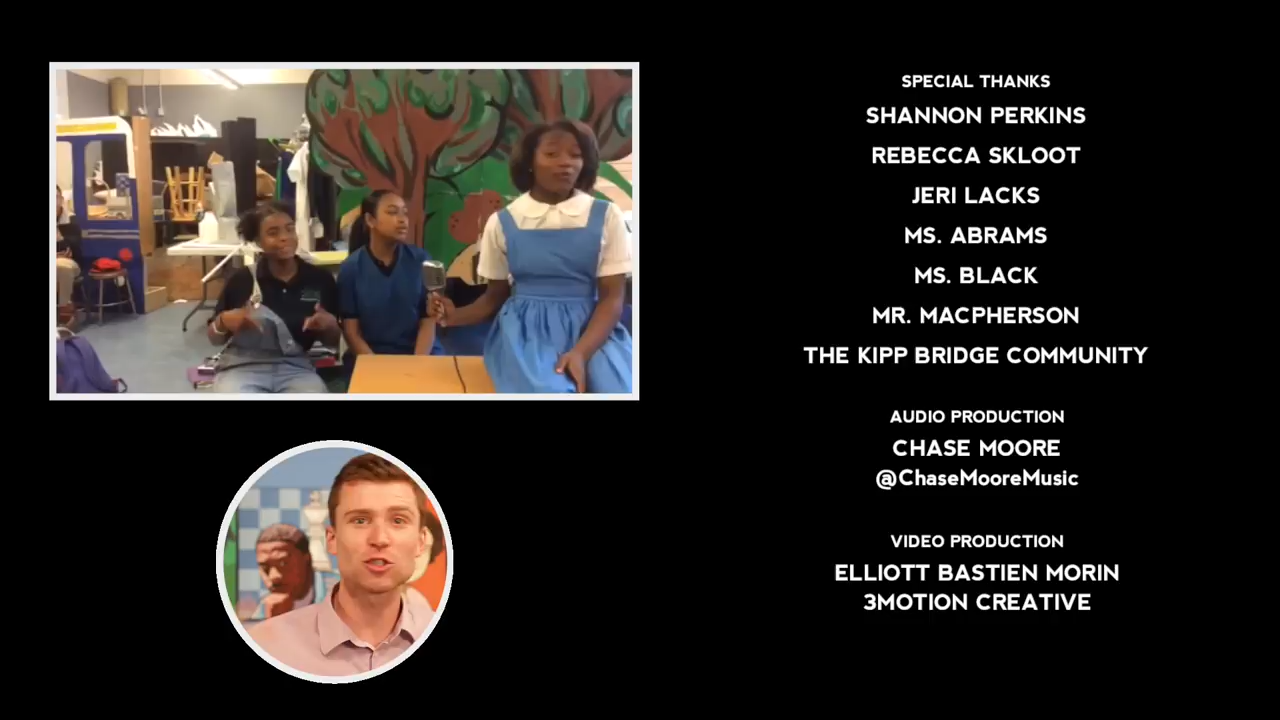 SPECIAL THANKS
SHANNON PERKINS
REBECCA SKLOOT
JERI LACKS
MS. ABRAMS
MS. BLACK
MR. MACPHERSON
THE KIPP BRIDGE COMMUNITY
AUDIO PRODUCTION
CHASE MOORE
@ChaseMooreMusic
VIDEO PRODUCTION
ELLIOTT BASTIEN MORIN
3MOTION CREATIVE